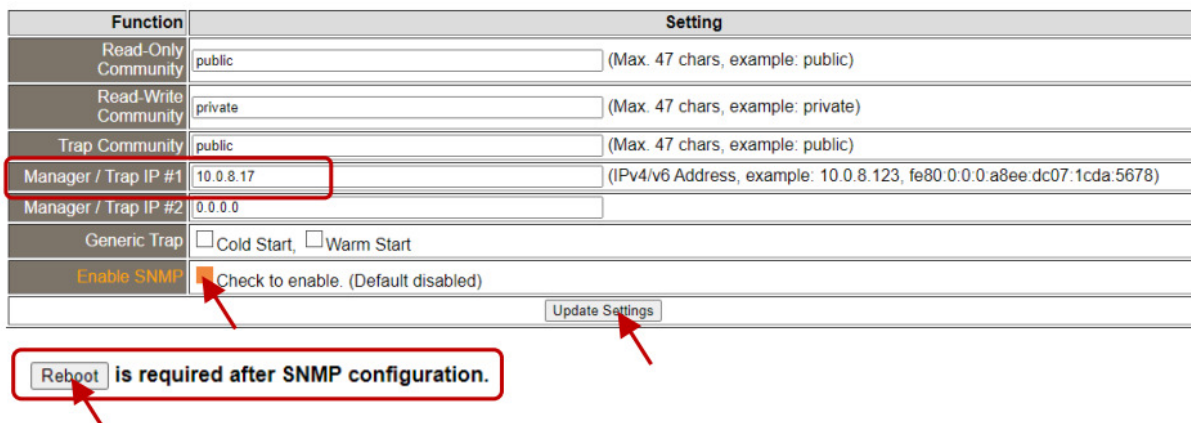 Function Setting
Read-Only
Community public (Max. 47 chars, example: public)
Read-Write
Community private (Max. 47 chars, example: private)
Trap Community public (Max. 47 chars, example: public)
Manager / Trap IP #1 10.0.8.17 (IPv4/v6 Address, example: 10.0.8.123, fe80:0:0:0:a8ee:dc07:1cda:5678)
Manager / Trap IP #2 0.0.0.0
Generic Trap Cold Start, Warm Start
Enable SNMP Check to enable. (Default disabled)
Update Settings
Reboot is required after SNMP configuration.